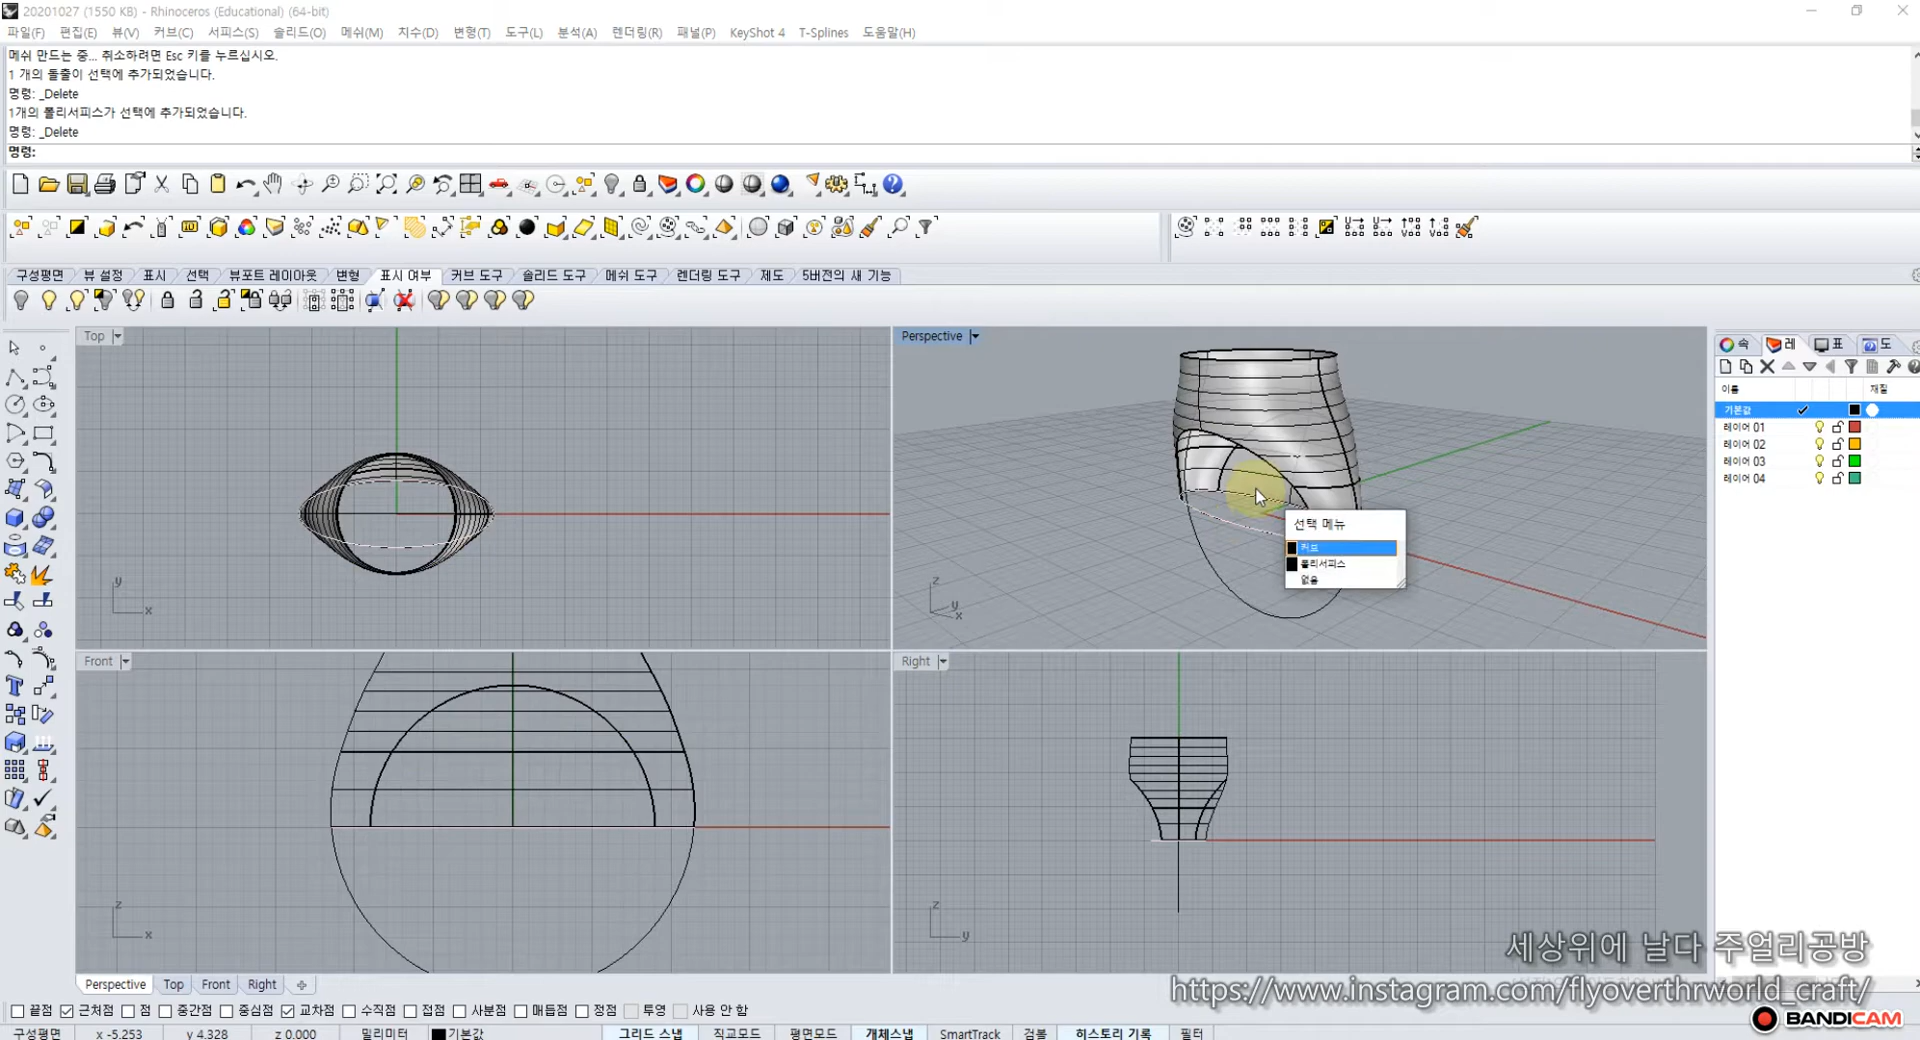 20201027 (1550 KB) - Rhinoceros (Educational) (64-bit)
파일(F) 편집(E) 뷰(V) 커브(C) 서피스(S) 솔리드(O) 메쉬(M) 치수(D) 변형(T) 도구(L) 분석(A) 렌더링(R) 패널(P) KeyShot 4 T-Splines 도움말(H)
메쉬 만드는 중... 취소하려면 Esc 키를 누르십시오.
1 개의 돌출이 선택에 추가되었습니다.
명령: _Delete
1개의 폴리서피스가 선택에 추가되었습니다.
명령: _Delete
명령:
구성평면 뷰 설정 표시 선택 뷰포트 레이아웃 변형 표시 여부 커브 도구 솔리드 도구 메쉬 도구 렌더링 도구 제도 5버전의 새 기능
Top
Perspective
속 레 표 도
이름 재질
기본값
레이어 01
레이어 02
레이어 03
레이어 04
선택 메뉴
커브
폴리서피스
없음
y x
z y x
Front
Right
z x
z y
세상위에 날다 주얼리공방
https://www.instagram.com/flyoverthrworld_craft/
Perspective Top Front Right
끝점 근처점 점 중간점 중심점 교차점 수직점 접점 사분점 매듭점 정점 투영 사용 안 함
BANDICAM
구성평면 x -5.253 y 4.328 z 0.000 밀리미터 기본값 그리드 스냅 직교모드 평면모드 개체스냅 SmartTrack 검볼 히스토리 기록 필터